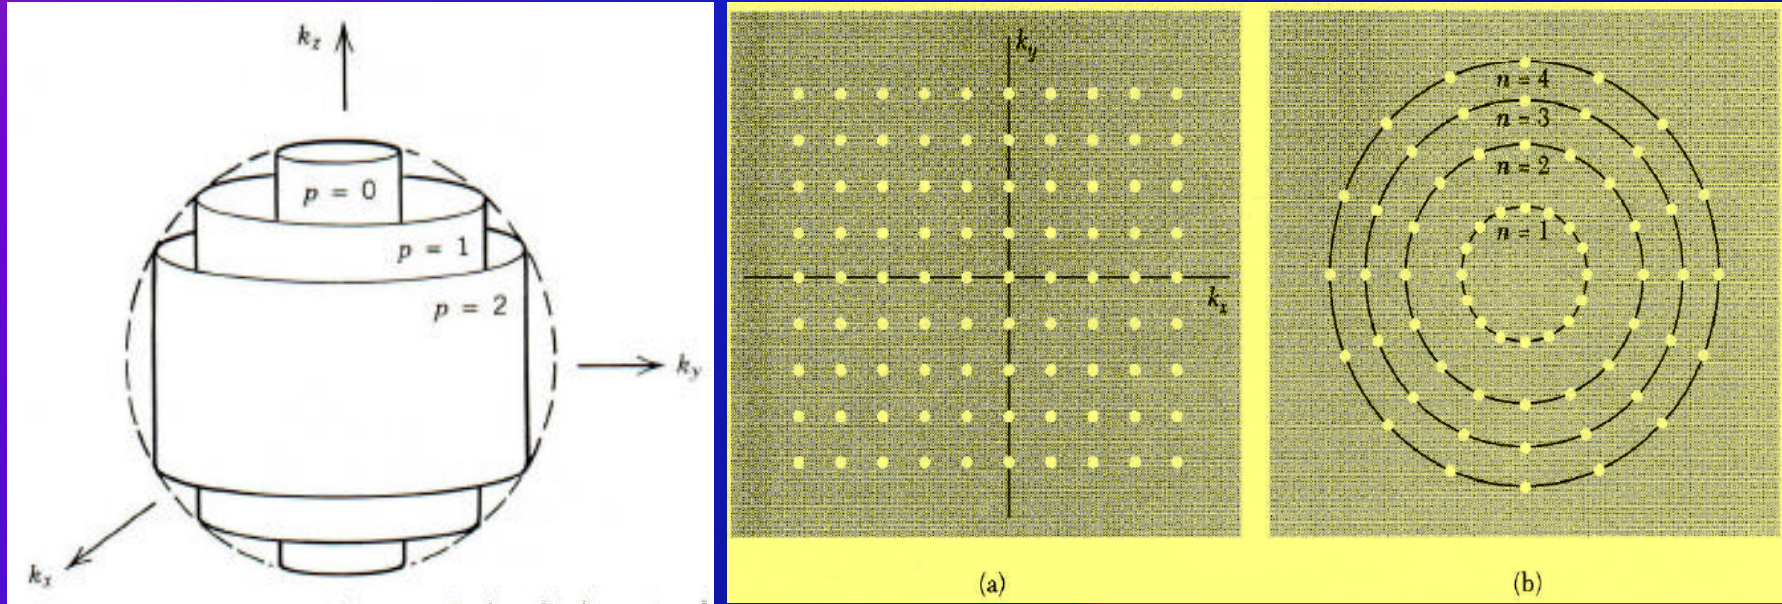 k_z
p = 0
p = 1
p = 2
k_y
k_x
k_y
k_x
(a)
n = 4
n = 3
n = 2
n = 1
(b)